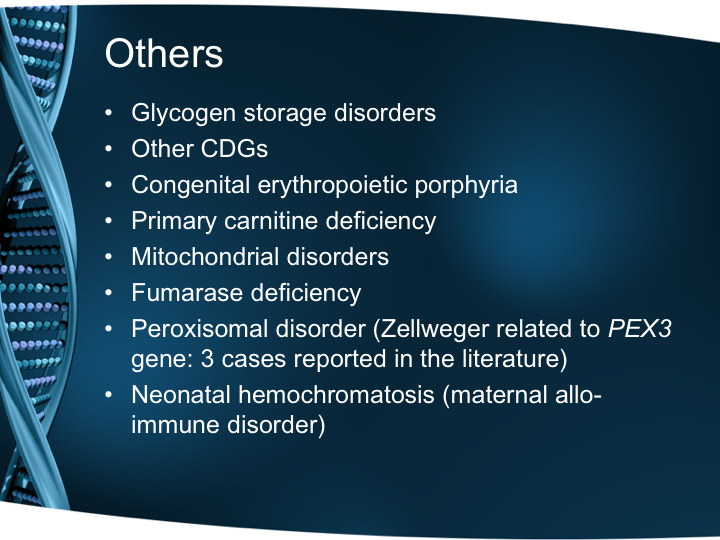 Others
• Glycogen storage disorders
• Other CDGs
• Congenital erythropoietic porphyria
• Primary carnitine deficiency
• Mitochondrial disorders
• Fumarase deficiency
• Peroxisomal disorder (Zellweger related to PEX3
gene: 3 cases reported in the literature)
• Neonatal hemochromatosis (maternal allo-
immune disorder)